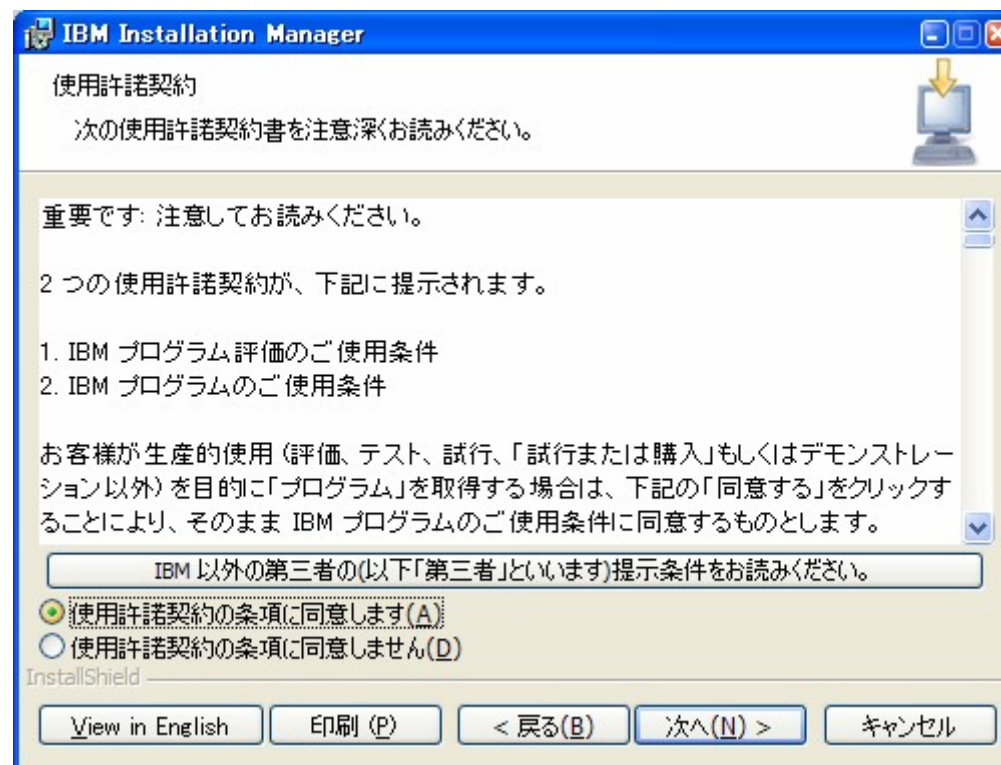 IBM Installation Manager
使用許諾契約
次の使用許諾契約書を注意深くお読みください。
重要です: 注意してお読みください。
2 つの使用許諾契約が、下記に提示されます。
1. IBM プログラム評価のご使用条件
2. IBM プログラムのご使用条件
お客様が生産的使用 (評価、テスト、試行、「試行または購入」もしくはデモンストレー
ション以外) を目的に「プログラム」を取得する場合は、下記の「同意する」をクリックす
ることにより、そのまま IBM プログラムのご使用条件に同意するものとします。
IBM 以外の第三者の(以下「第三者」といいます)提示条件をお読みください。
使用許諾契約の条項に同意します(A)
使用許諾契約の条項に同意しません(D)
InstallShield
View in English 印刷 (P) < 戻る(B) 次へ(N) > キャンセル